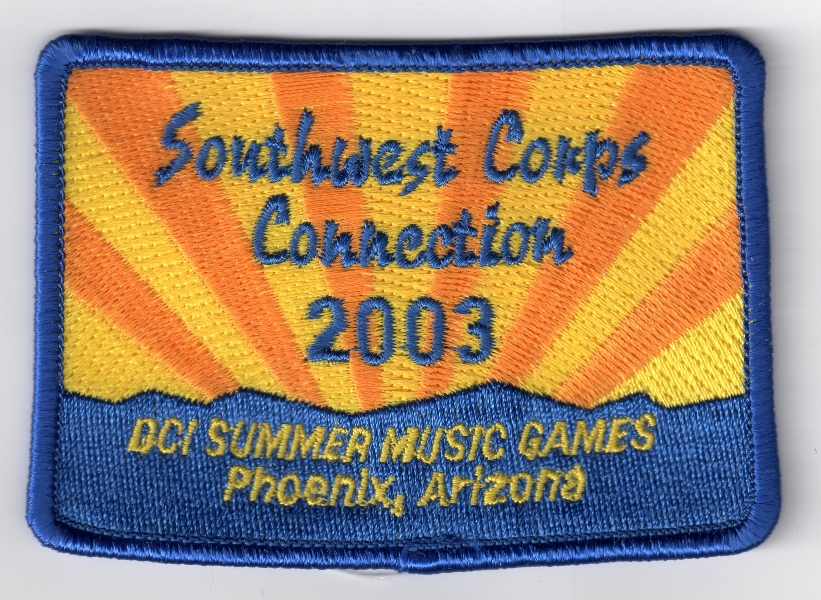 Southwest Corps
Connection
2003
DCI SUMMER MUSIC GAMES
Phoenix, Arizona